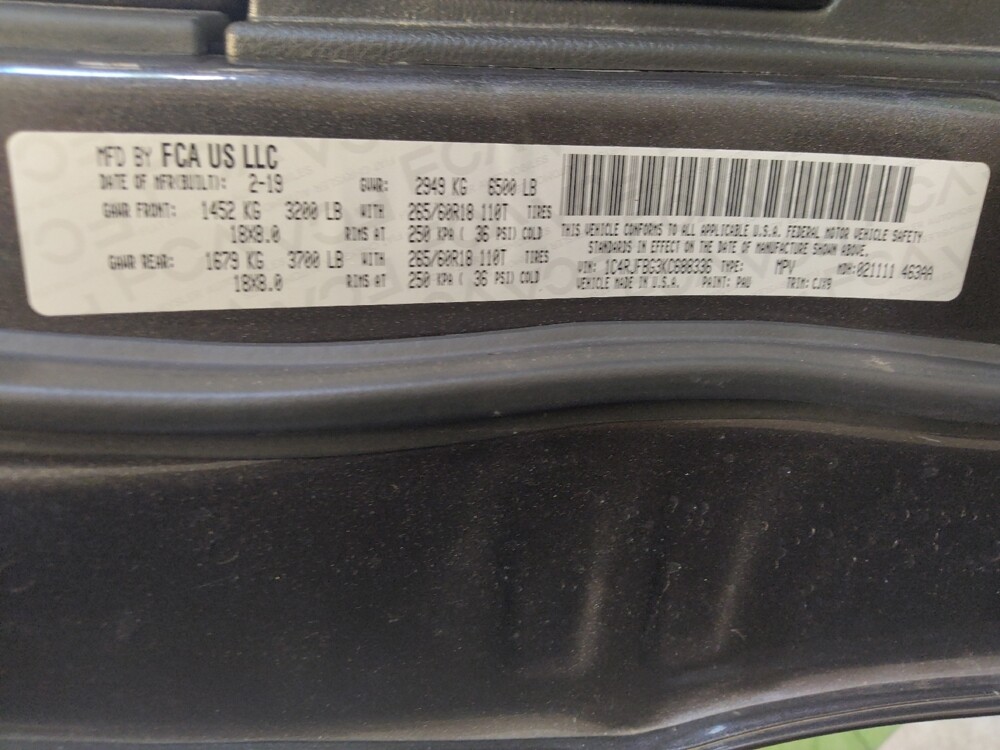 MFD BY FCA US LLC
DATE OF MFR(BUILT): 2-19 GVWR: 2949 KG 6500 LB
GAWR FRONT: 1452 KG 3200 LB WITH 265/60R18 110T TIRES
18X8.0 RIMS AT 250 KPA ( 36 PSI) COLD
GAWR REAR: 1679 KG 3700 LB WITH 265/60R18 110T TIRES
18X8.0 RIMS AT 250 KPA ( 36 PSI) COLD
THIS VEHICLE CONFORMS TO ALL APPLICABLE U.S.A. FEDERAL MOTOR VEHICLE SAFETY
STANDARDS IN EFFECT ON THE DATE OF MANUFACTURE SHOWN ABOVE.
VIN: TYPE: MPV MDH: 021111 463AA
VEHICLE MADE IN U.S.A. PAINT: PAU TRIM: